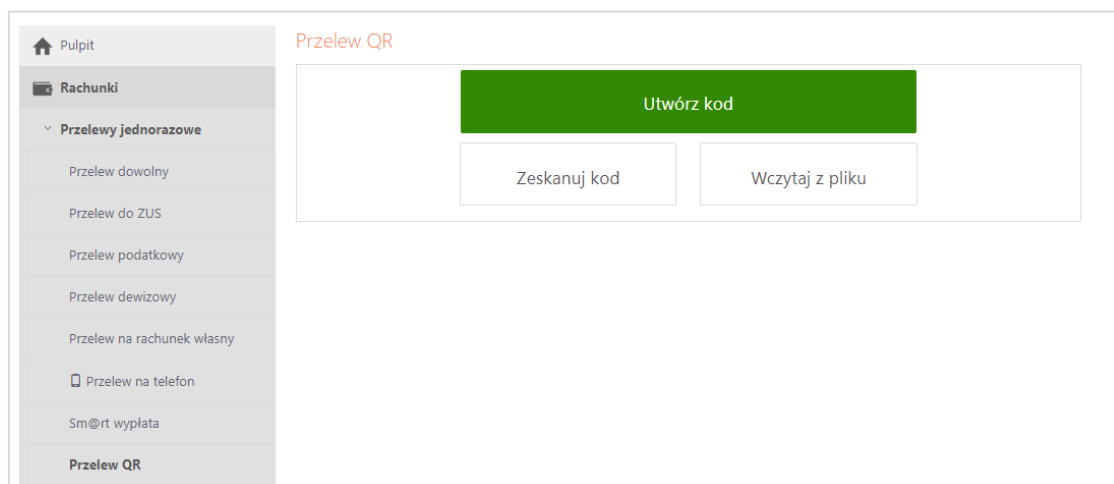 Pulpit
Rachunki
Przelewy jednorazowe
Przelew dowolny
Przelew do ZUS
Przelew podatkowy
Przelew dewizowy
Przelew na rachunek własny
Przelew na telefon
Sm@rt wypłata
Przelew QR
Przelew QR
Utwórz kod
Zeskanuj kod
Wczytaj z pliku